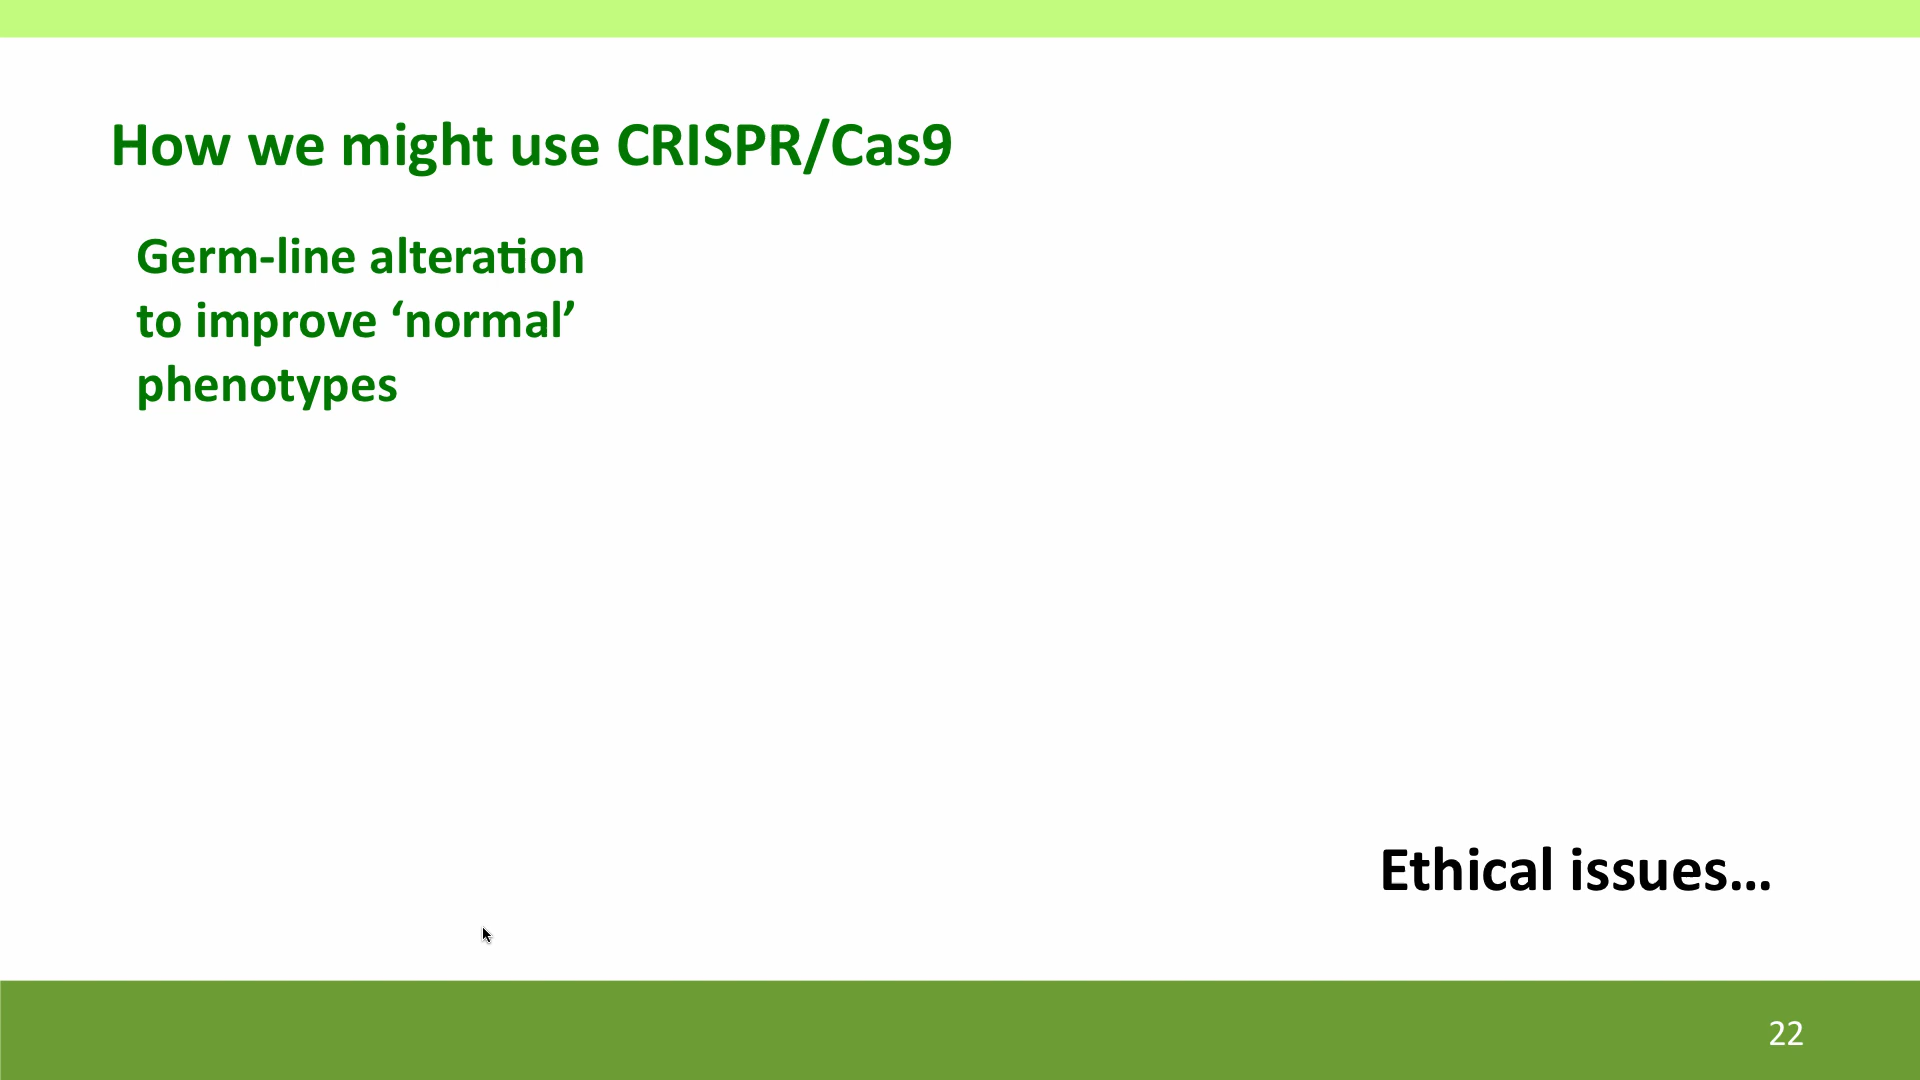 How we might use CRISPR/Cas9
Germ-line alteration
to improve ‘normal’
phenotypes
Ethical issues...
22